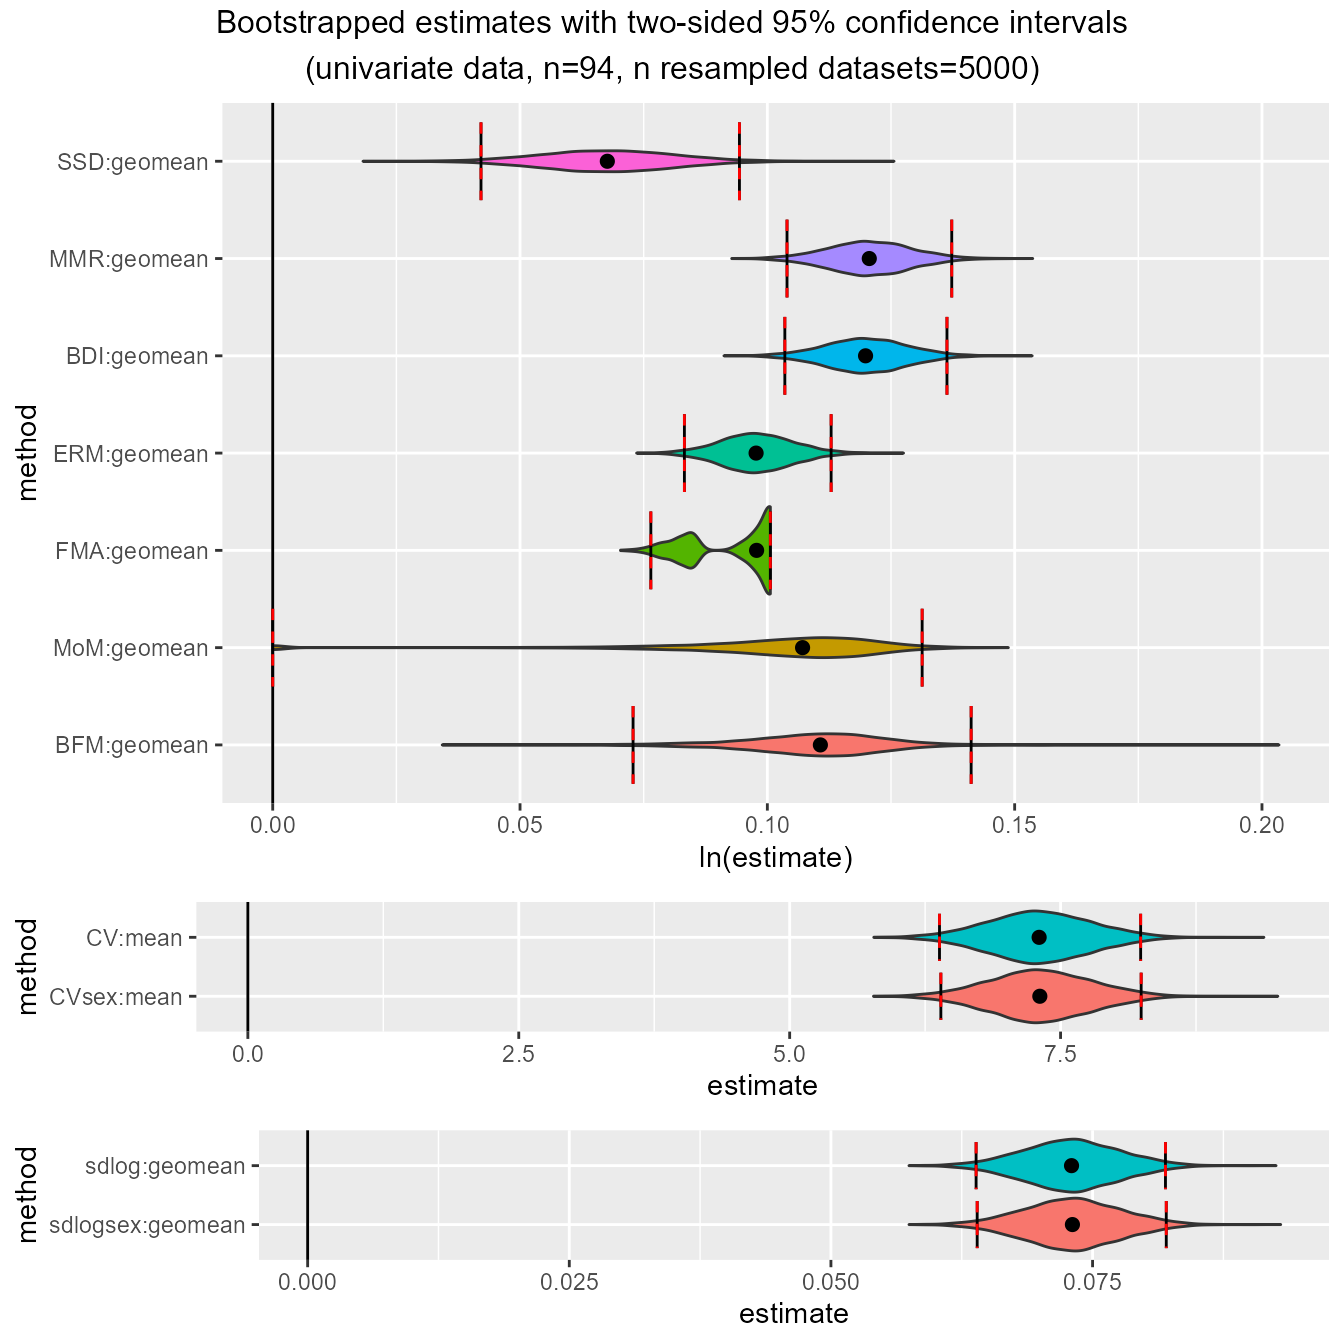 Bootstrapped estimates with two-sided 95% confidence intervals
(univariate data, n=94, n resampled datasets=5000)
method
SSD:geomean
MMR:geomean
BDI:geomean
ERM:geomean
FMA:geomean
MoM:geomean
BFM:geomean
0.00 0.05 0.10 0.15 0.20
ln(estimate)
method
CV:mean
CVsex:mean
0.0 2.5 5.0 7.5
estimate
method
sdlog:geomean
sdlogsex:geomean
0.000 0.025 0.050 0.075
estimate